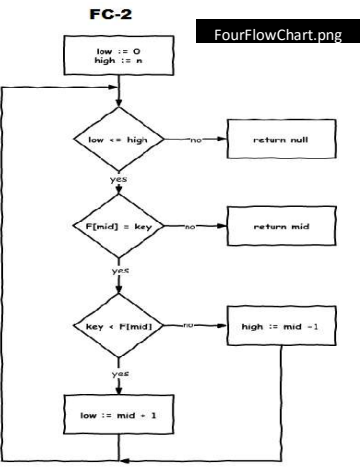 FC-2
FourFlowChart.png
low := 0
high := n
low <= high
no
return null
yes
F[mid] = key
no
return mid
yes
key < F[mid]
no
high := mid -1
yes
low := mid + 1